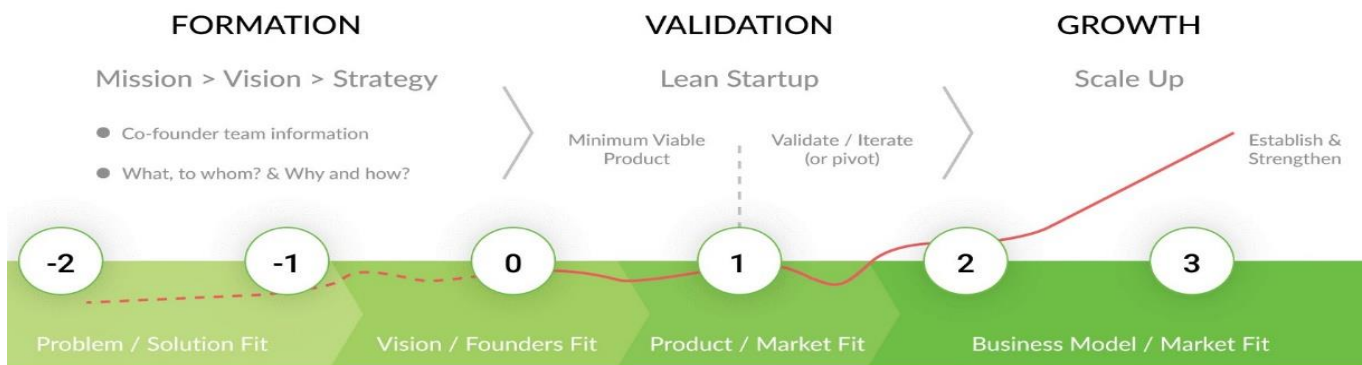 FORMATION
VALIDATION
GROWTH
Mission > Vision > Strategy
Lean Startup
Scale Up
● Co-founder team information
● What, to whom? & Why and how?
Minimum Viable
Product
Validate / Iterate
(or pivot)
Establish &
Strengthen
-2
-1
0
1
2
3
Problem / Solution Fit
Vision / Founders Fit
Product / Market Fit
Business Model / Market Fit